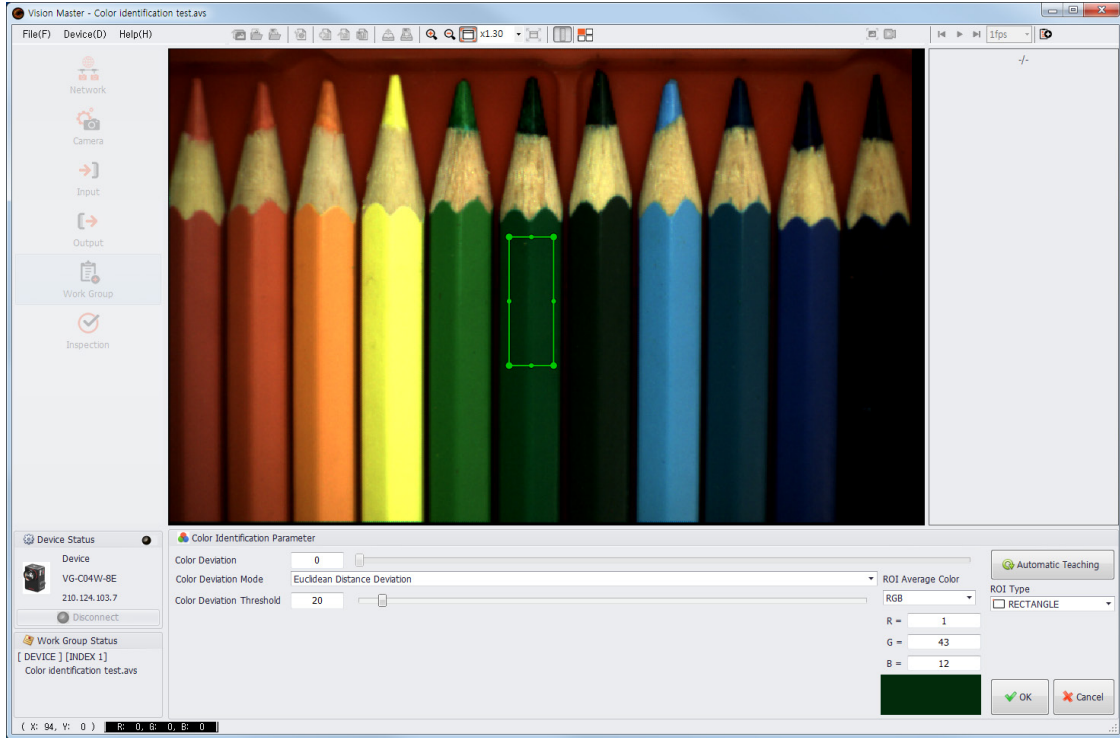 Vision Master - Color identification test.avs
File(F) Device(D) Help(H)
x1.30
1fps
-/-
Network
Camera
Input
Output
Work Group
Inspection
Device Status
Device
VG-C04W-8E
210.124.103.7
Disconnect
Work Group Status
[ DEVICE ] [INDEX 1]
Color identification test.avs
Color Identification Parameter
Color Deviation 0
Color Deviation Mode Euclidean Distance Deviation
Color Deviation Threshold 20
ROI Average Color
RGB
R = 1
G = 43
B = 12
Automatic Teaching
ROI Type
RECTANGLE
OK Cancel
( X: 94, Y: 0 ) R: 0, G: 0, B: 0